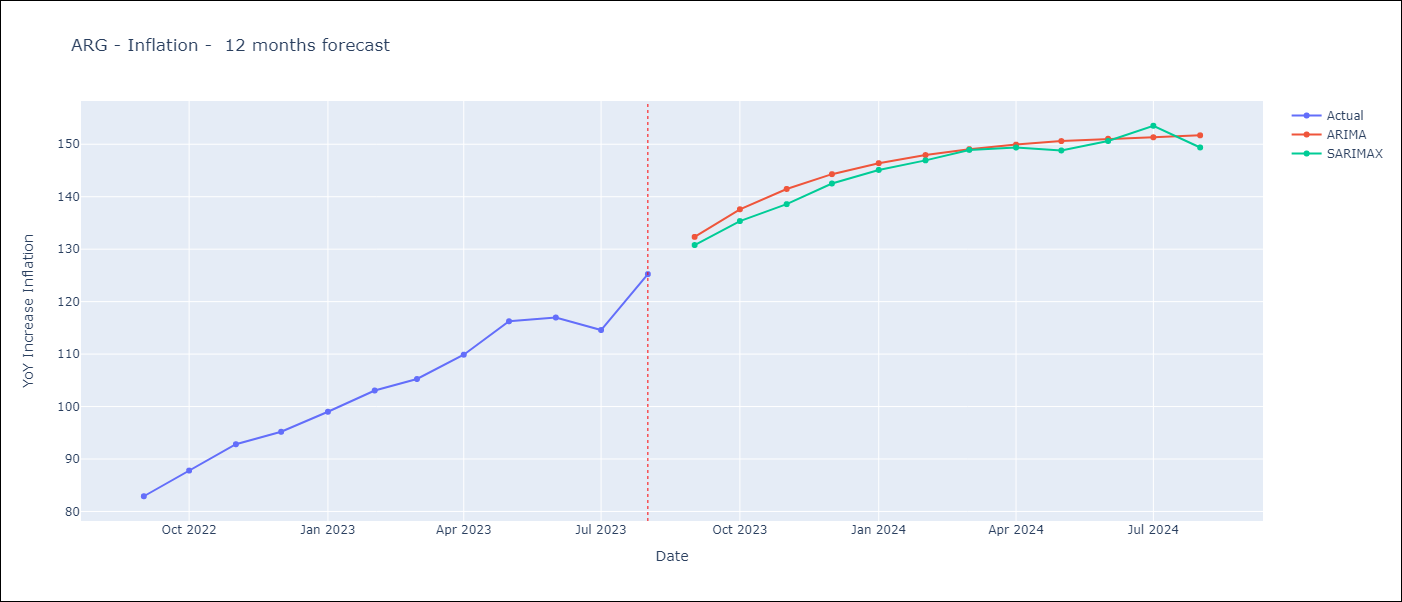 ARG - Inflation -  12 months forecast
Actual
ARIMA
SARIMAX
YoY Increase Inflation
150
140
130
120
110
100
90
80
Oct 2022
Jan 2023
Apr 2023
Jul 2023
Oct 2023
Jan 2024
Apr 2024
Jul 2024
Date